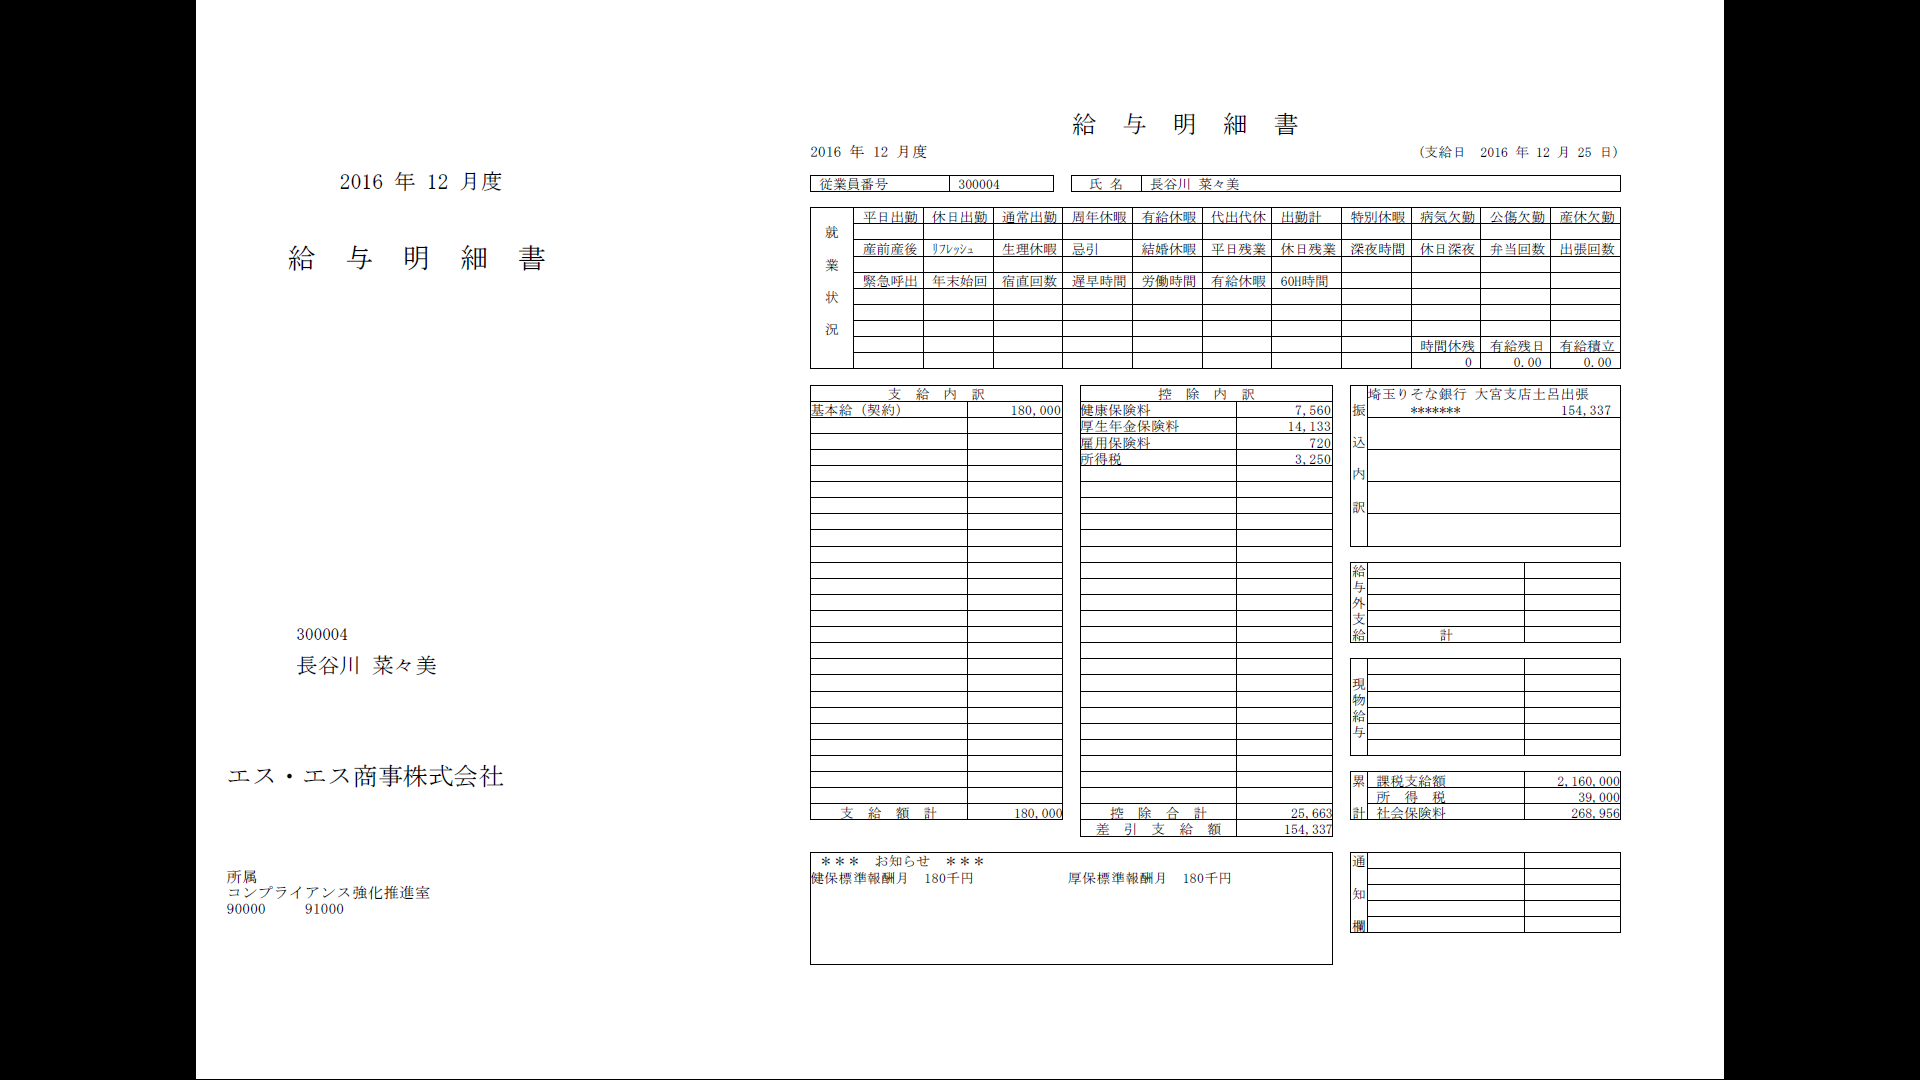 2016 年 12 月度
給 与 明 細 書
300004
長谷川 菜々美
エス・エス商事株式会社
所属
コンプライアンス強化推進室
90000 91000
給 与 明 細 書
2016 年 12 月度 (支給日 2016 年 12 月 25 日)
従業員番号 300004 氏 名 長谷川 菜々美
就業状況
平日出勤 休日出勤 通常出勤 周年休暇 有給休暇 代出代休 出勤計 特別休暇 病気欠勤 公傷欠勤 産休欠勤
産前産後 ﾘﾌﾚｯｼｭ 生理休暇 忌引 結婚休暇 平日残業 休日残業 深夜時間 休日深夜 弁当回数 出張回数
緊急呼出 年末始回 宿直回数 遅早時間 労働時間 有給休暇 60H時間
時間休残 有給残日 有給積立
0 0.00 0.00
支 給 内 訳
基本給（契約） 180,000
支 給 額 計 180,000
控 除 内 訳
健康保険料 7,560
厚生年金保険料 14,133
雇用保険料 720
所得税 3,250
控 除 合 計 25,663
差 引 支 給 額 154,337
振込内訳
埼玉りそな銀行 大宮支店土呂出張
******* 154,337
給与外支給
計
現物給与
累計
課税支給額 2,160,000
所 得 税 39,000
社会保険料 268,956
＊＊＊ お知らせ ＊＊＊
健保標準報酬月 180千円 厚保標準報酬月 180千円
通知欄